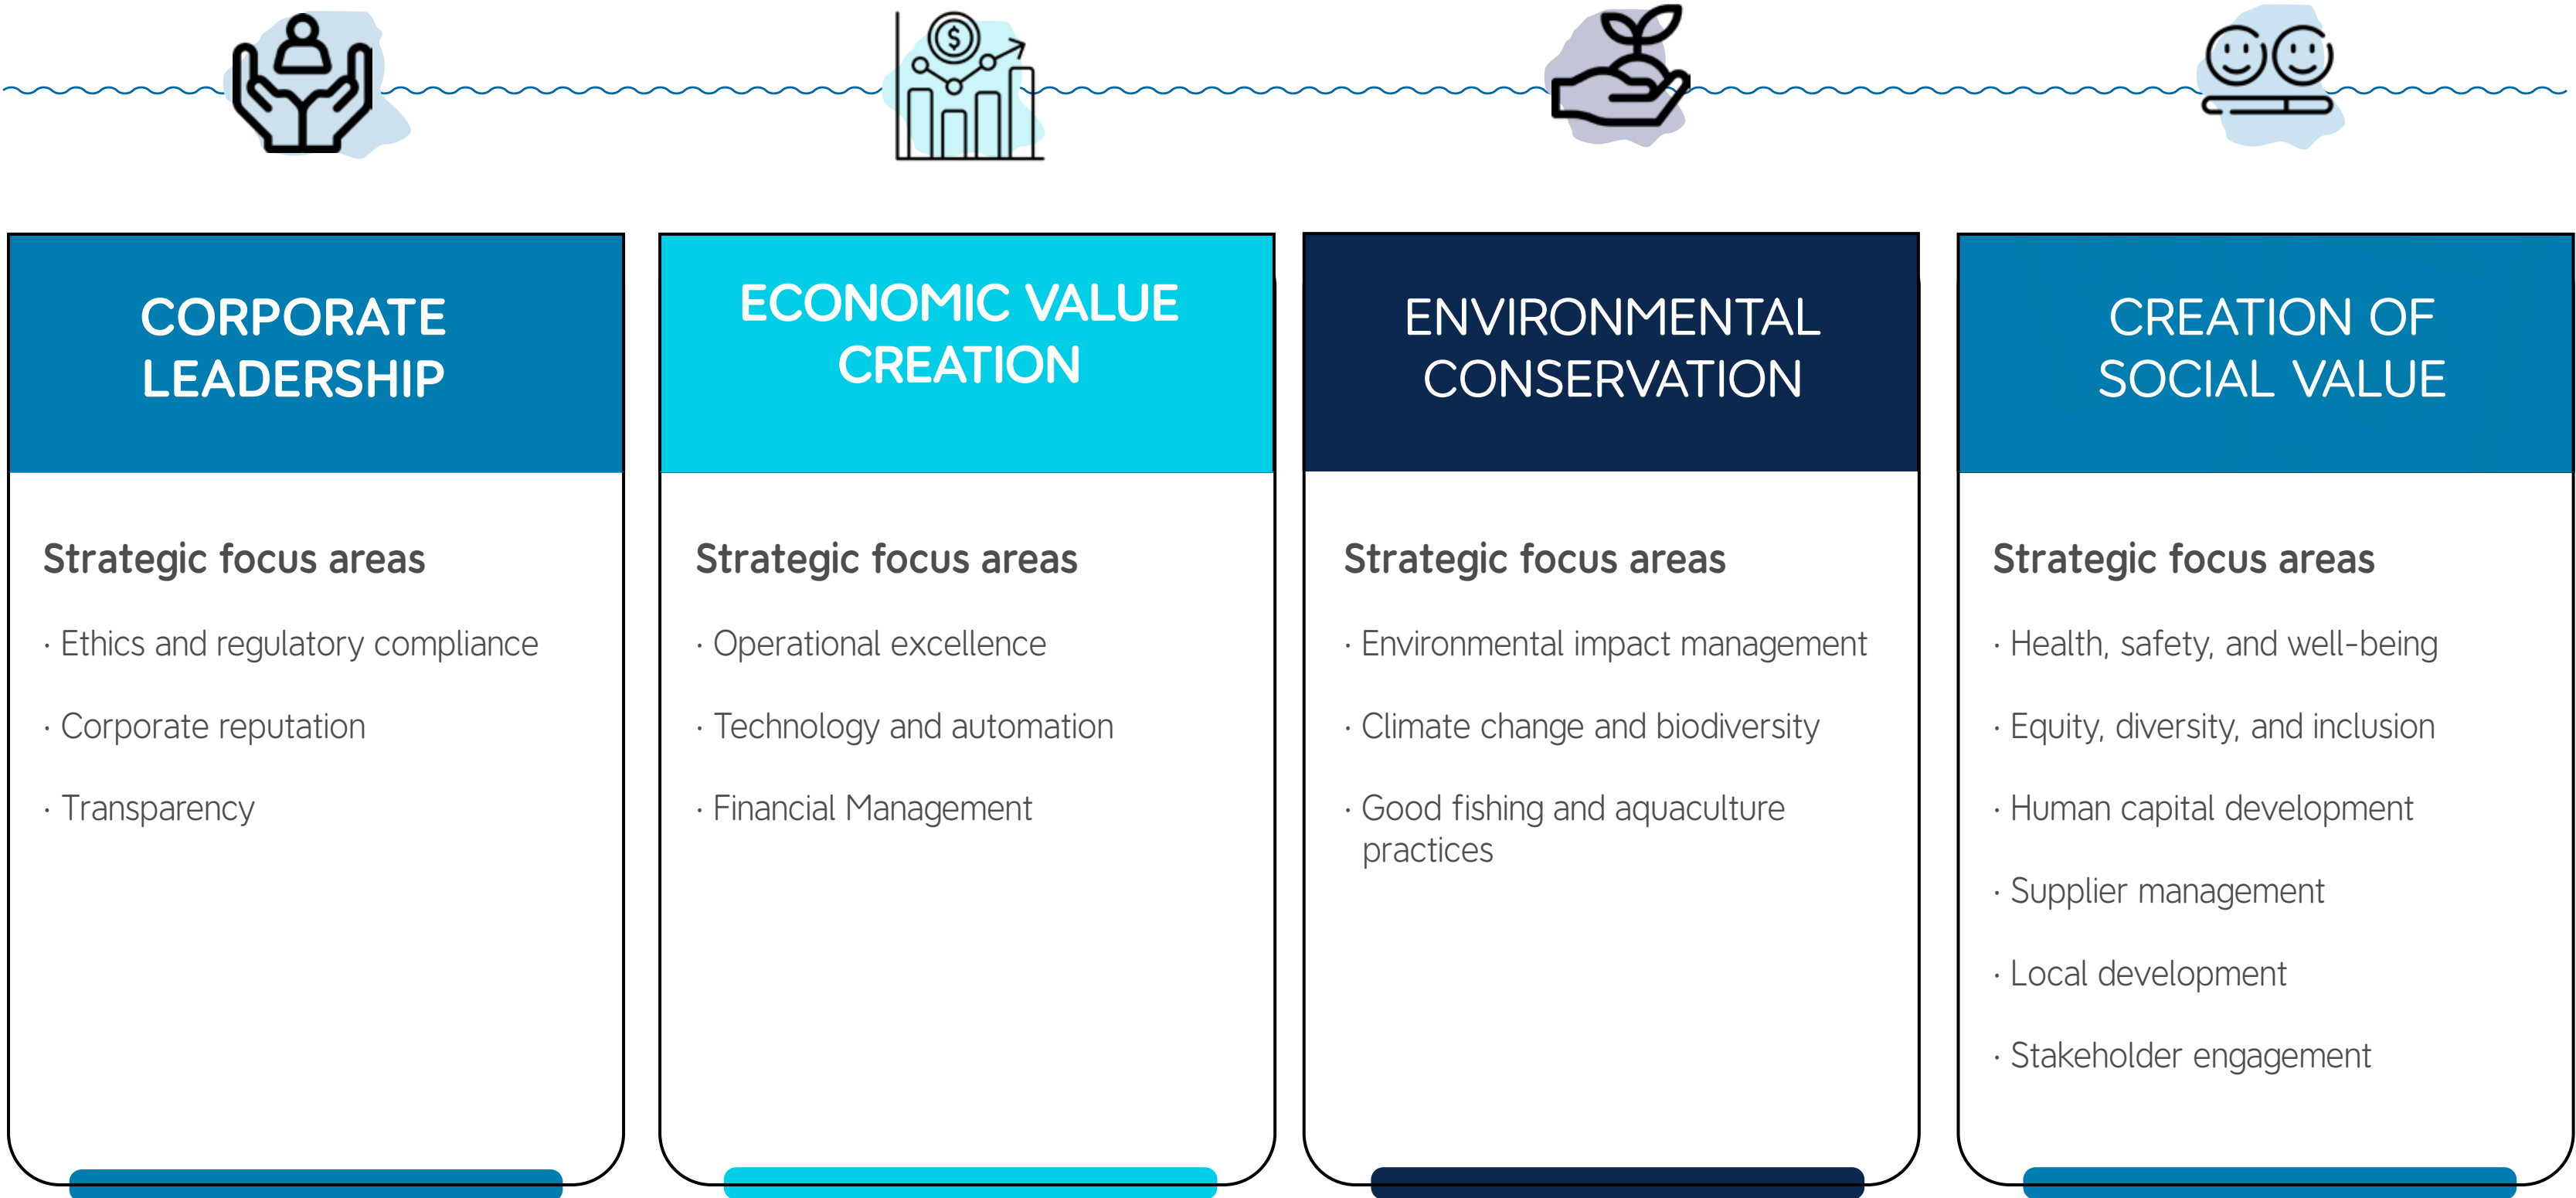 CORPORATE
LEADERSHIP
Strategic focus areas
· Ethics and regulatory compliance
· Corporate reputation
· Transparency
ECONOMIC VALUE
CREATION
Strategic focus areas
· Operational excellence
· Technology and automation
· Financial Management
ENVIRONMENTAL
CONSERVATION
Strategic focus areas
· Environmental impact management
· Climate change and biodiversity
· Good fishing and aquaculture
practices
CREATION OF
SOCIAL VALUE
Strategic focus areas
· Health, safety, and well-being
· Equity, diversity, and inclusion
· Human capital development
· Supplier management
· Local development
· Stakeholder engagement